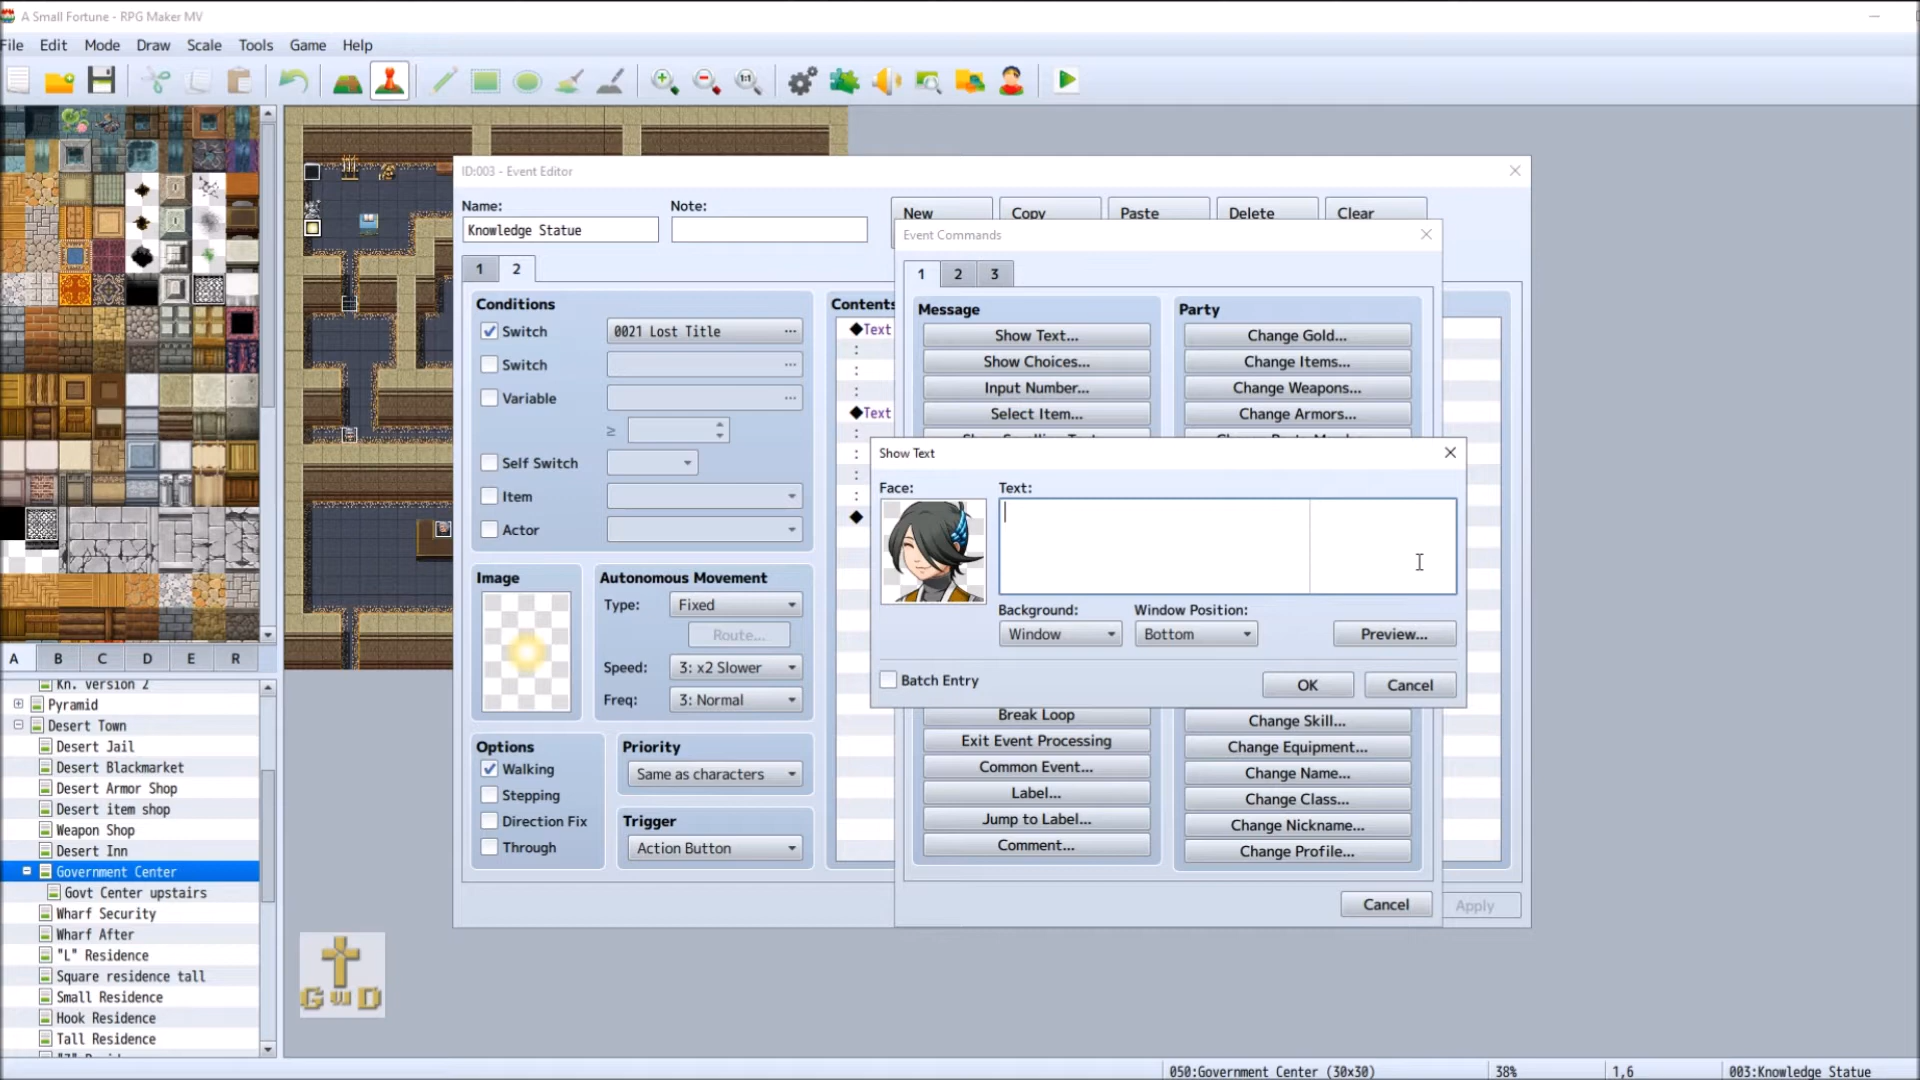 A Small Fortune - RPG Maker MV
File Edit Mode Draw Scale Tools Game Help
ID:003 - Event Editor
Name:
Knowledge Statue
Note:
New
Copy
Paste
Delete
Clear
1 2
Conditions
Switch
0021 Lost Title
...
Switch
...
Variable
...
≥
Self Switch
Item
Actor
Image
Autonomous Movement
Type:
Fixed
Route...
Speed:
3: x2 Slower
Freq:
3: Normal
Options
Walking
Stepping
Direction Fix
Through
Priority
Same as characters
Trigger
Action Button
Contents
◆Text
:
:
:
◆Text
:
:
:
:
◆
Event Commands
1 2 3
Message
Show Text...
Show Choices...
Input Number...
Select Item...
Party
Change Gold...
Change Items...
Change Weapons...
Change Armors...
Show Text
Face:
Text:
Background:
Window
Window Position:
Bottom
Preview...
Batch Entry
OK
Cancel
Break Loop
Exit Event Processing
Common Event...
Label...
Jump to Label...
Comment...
Change Skill...
Change Equipment...
Change Name...
Change Class...
Change Nickname...
Change Profile...
Cancel
Apply
A B C D E R
Kn. version 2
Pyramid
Desert Town
Desert Jail
Desert Blackmarket
Desert Armor Shop
Desert item shop
Weapon Shop
Desert Inn
Government Center
Govt Center upstairs
Wharf Security
Wharf After
"L" Residence
Square residence tall
Small Residence
Hook Residence
Tall Residence
GWD
050:Government Center (30x30)
38%
1,6
003:Knowledge Statue